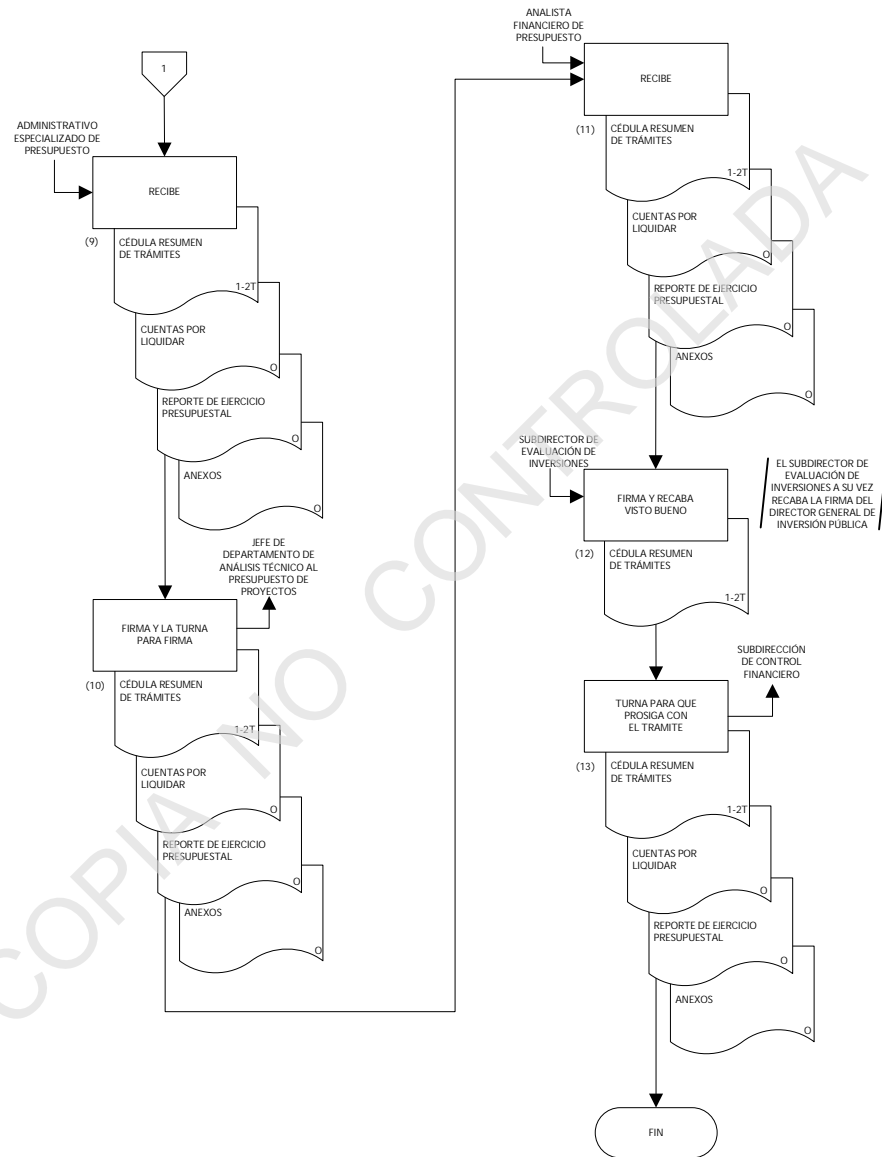 1
ADMINISTRATIVO
ESPECIALIZADO DE
PRESUPUESTO
RECIBE
(9)
CÉDULA RESUMEN
DE TRÁMITES
1-2T
CUENTAS POR
LIQUIDAR
O
REPORTE DE EJERCICIO
PRESUPUESTAL
O
ANEXOS
O
JEFE DE
DEPARTAMENTO DE
ANÁLISIS TÉCNICO AL
PRESUPUESTO DE
PROYECTOS
FIRMA Y LA TURNA
PARA FIRMA
(10)
CÉDULA RESUMEN
DE TRÁMITES
1-2T
CUENTAS POR
LIQUIDAR
O
REPORTE DE EJERCICIO
PRESUPUESTAL
O
ANEXOS
O
ANALISTA
FINANCIERO DE
PRESUPUESTO
RECIBE
(11)
CÉDULA RESUMEN
DE TRÁMITES
1-2T
CUENTAS POR
LIQUIDAR
O
REPORTE DE EJERCICIO
PRESUPUESTAL
O
ANEXOS
O
SUBDIRECTOR DE
EVALUACIÓN DE
INVERSIONES
FIRMA Y RECABA
VISTO BUENO
EL SUBDIRECTOR DE
EVALUACIÓN DE
INVERSIONES A SU VEZ
RECABA LA FIRMA DEL
DIRECTOR GENERAL DE
INVERSIÓN PÚBLICA
(12)
CÉDULA RESUMEN
DE TRÁMITES
1-2T
SUBDIRECCIÓN
DE CONTROL
FINANCIERO
TURNA PARA QUE
PROSIGA CON
EL TRAMITE
(13)
CÉDULA RESUMEN
DE TRÁMITES
1-2T
CUENTAS POR
LIQUIDAR
O
REPORTE DE EJERCICIO
PRESUPUESTAL
O
ANEXOS
O
FIN
COPIA NO CONTROLADA